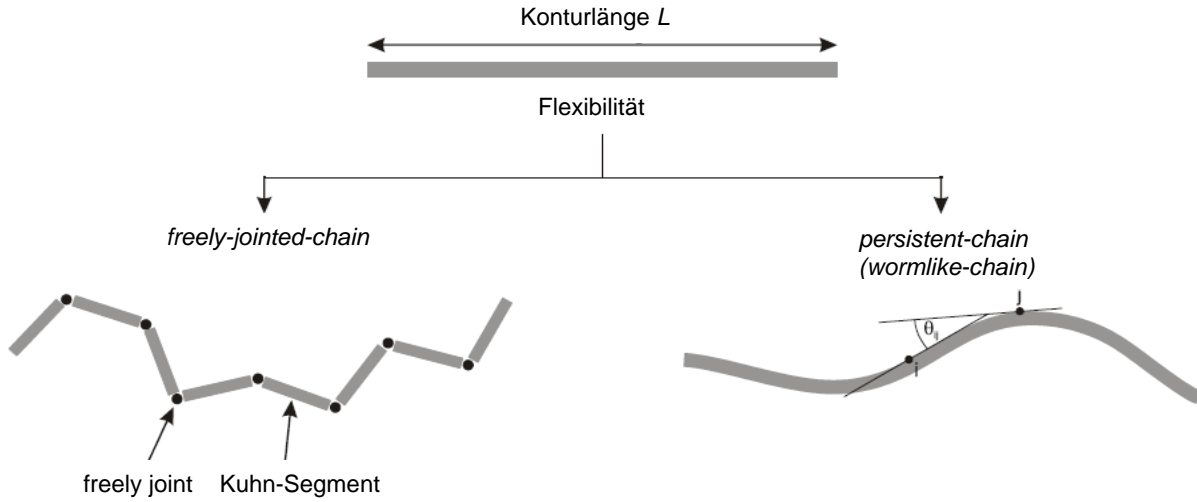 Konturlänge L
Flexibilität
freely-jointed-chain
persistent-chain
(wormlike-chain)
j
θij
i
freely joint Kuhn-Segment